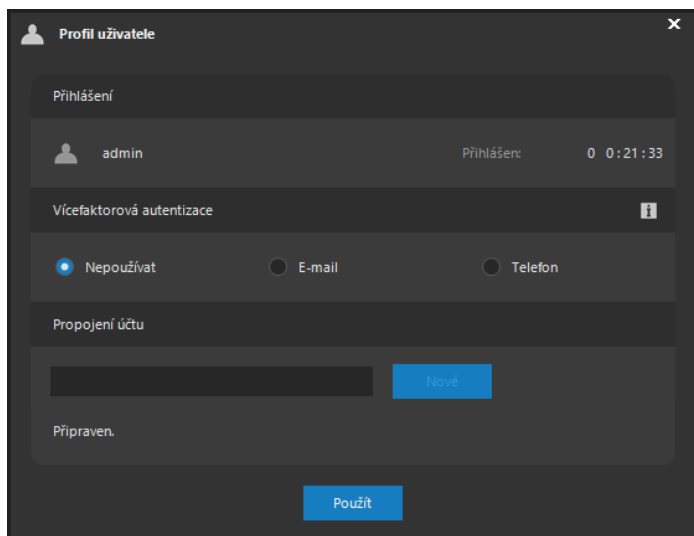 Profil uživatele
Přihlášení
admin Přihlášen: 0 0:21:33
Vícefaktorová autentizace
Nepoužívat E-mail Telefon
Propojení účtu
Nové
Připraven.
Použít